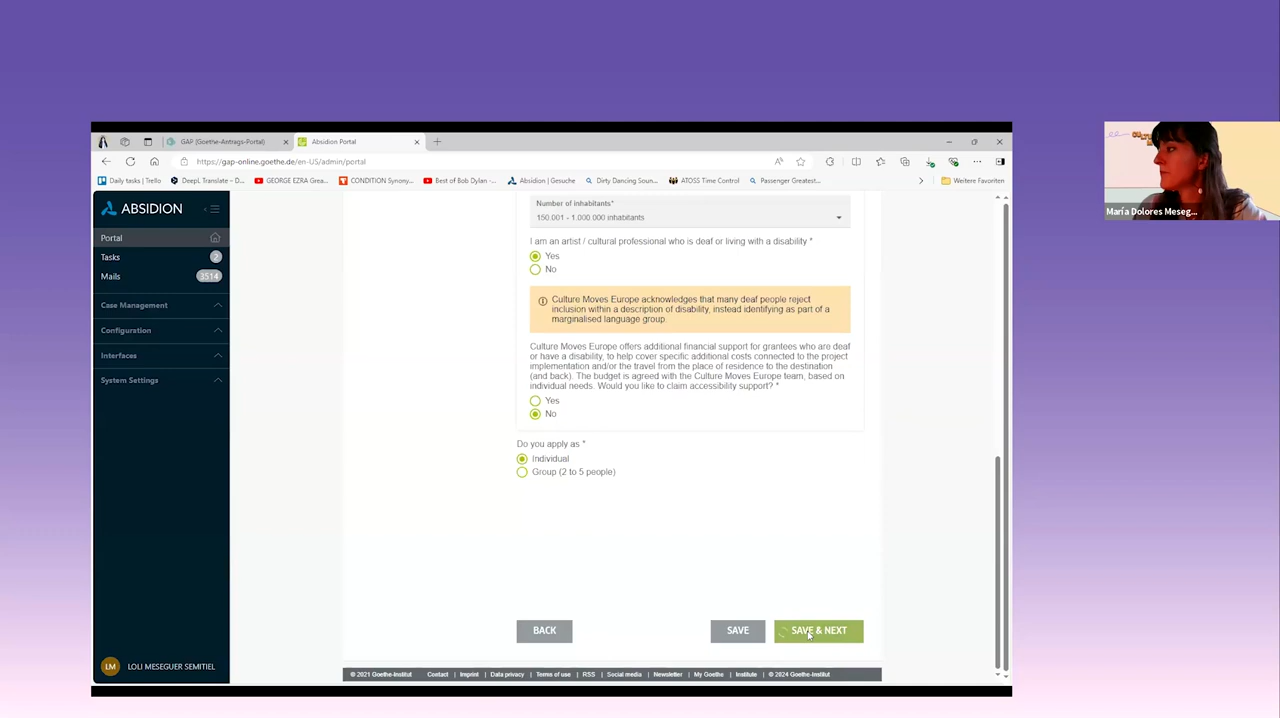 GAP (Goethe-Antrags-Portal)
Absidion Portal
https://gap-online.goethe.de/en-US/admin/portal
Daily tasks | Trello
DeepL Translate – D...
GEORGE EZRA Grea...
CONDITION Synony...
Best of Bob Dylan -...
Absidion | Gesuche
Dirty Dancing Soun...
ATOSS Time Control
Passenger Greatest...
Weitere Favoriten
ABSIDION
Portal
Tasks
2
Mails
3514
Case Management
Configuration
Interfaces
System Settings
LM
LOLI MESEGUER SEMITIEL
Number of inhabitants*
150.001 - 1.000.000 inhabitants
I am an artist / cultural professional who is deaf or living with a disability *
Yes
No
Culture Moves Europe acknowledges that many deaf people reject
inclusion within a description of disability, instead identifying as part of a
marginalised language group.
Culture Moves Europe offers additional financial support for grantees who are deaf
or have a disability, to help cover specific additional costs connected to the project
implementation and/or the travel from the place of residence to the destination
(and back). The budget is agreed with the Culture Moves Europe team, based on
individual needs. Would you like to claim accessibility support? *
Yes
No
Do you apply as *
Individual
Group (2 to 5 people)
BACK
SAVE
SAVE & NEXT
© 2021 Goethe-Institut
Contact
Imprint
Data privacy
Terms of use
RSS
Social media
Newsletter
My Goethe
Institute
© 2024 Goethe-Institut
María Dolores Meseg...